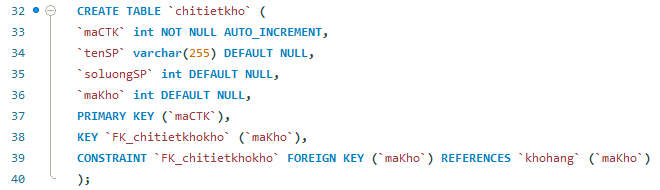 32 CREATE TABLE `chitietkho` (
33 `maCTK` int NOT NULL AUTO_INCREMENT,
34 `tenSP` varchar(255) DEFAULT NULL,
35 `soluongSP` int DEFAULT NULL,
36 `maKho` int DEFAULT NULL,
37 PRIMARY KEY (`maCTK`),
38 KEY `FK_chitietkhokho` (`maKho`),
39 CONSTRAINT `FK_chitietkhokho` FOREIGN KEY (`maKho`) REFERENCES `khohang` (`maKho`)
40 );